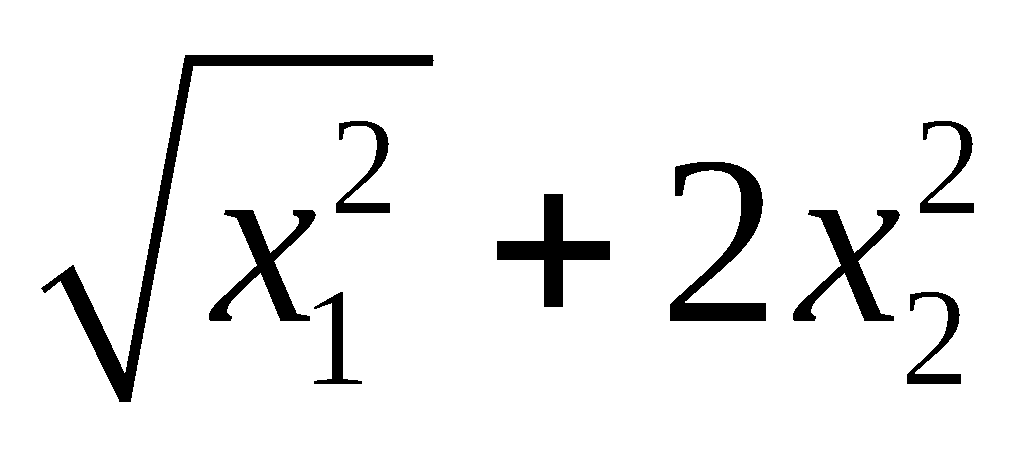 √x₁² + 2x₂²